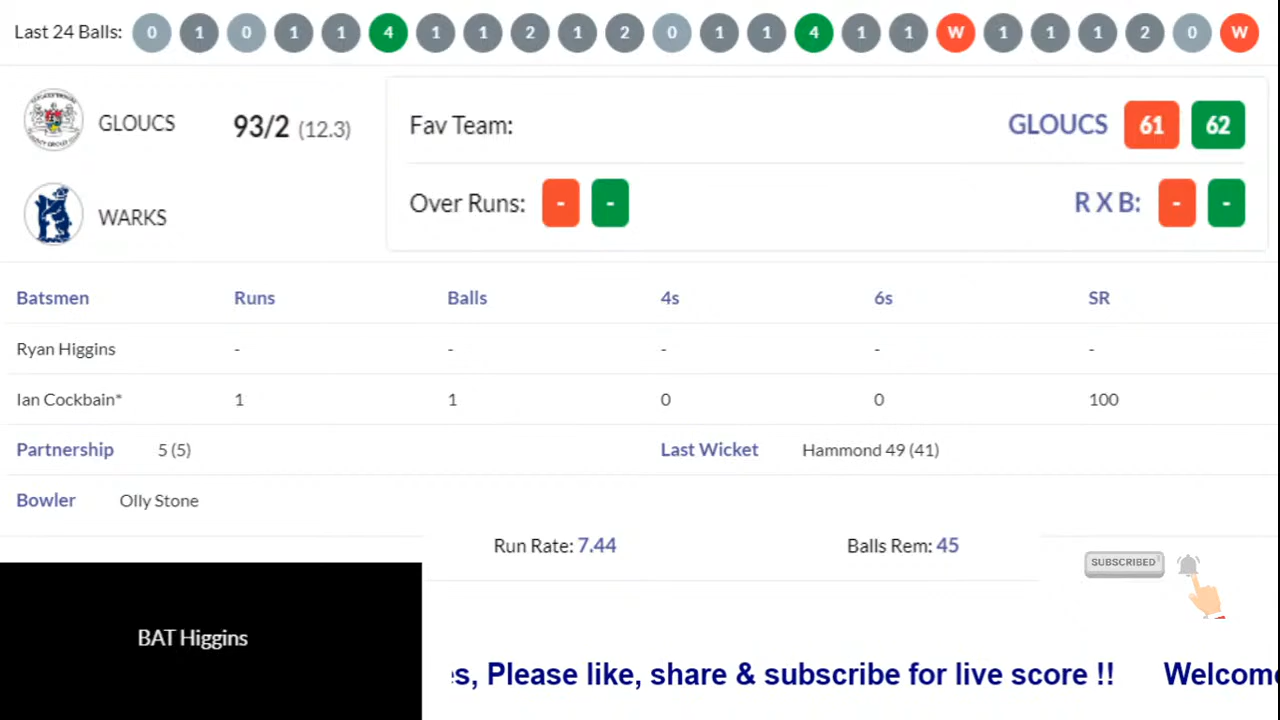 Last 24 Balls: 0 1 0 1 1 4 1 1 2 1 2 0 1 1 4 1 1 W 1 1 1 2 0 W
GLOUCS 93/2 (12.3)
Fav Team: GLOUCS 61 62
WARKS
Over Runs: - - R X B: - -
Batsmen Runs Balls 4s 6s SR
Ryan Higgins - - - - -
Ian Cockbain* 1 1 0 0 100
Partnership 5 (5) Last Wicket Hammond 49 (41)
Bowler Olly Stone
Run Rate: 7.44 Balls Rem: 45
SUBSCRIBED
BAT Higgins
s, Please like, share & subscribe for live score !! Welcome